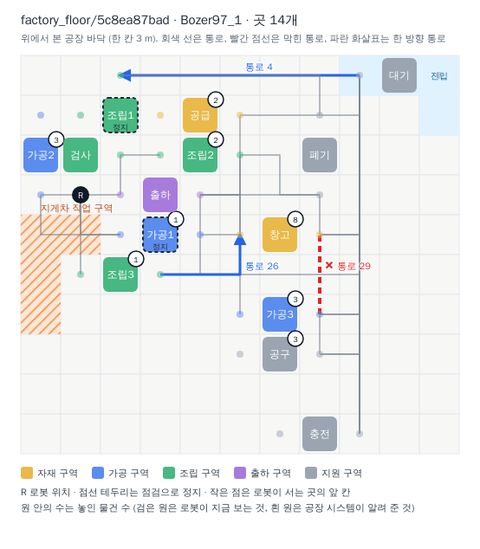 factory_floor/5c8ea87bad · Bozer97_1 · 곳 14개
위에서 본 공장 바닥 (한 칸 3 m). 회색 선은 통로, 빨간 점선은 막힌 통로, 파란 화살표는 한 방향 통로
통로 4
대기
조립1
정지
공급
2
가공2
3
검사
조립2
2
폐기
R
출하
지게차 작업 구역
가공1
정지
1
창고
8
조립3
1
통로 26
통로 29
가공3
3
공구
3
충전
자재 구역
가공 구역
조립 구역
출하 구역
지원 구역
R 로봇 위치 · 점선 테두리는 점검으로 정지 · 작은 점은 로봇이 서는 곳의 앞 칸
원 안의 수는 놓인 물건 수 (검은 원은 로봇이 지금 보는 것, 흰 원은 공장 시스템이 알려 준 것)